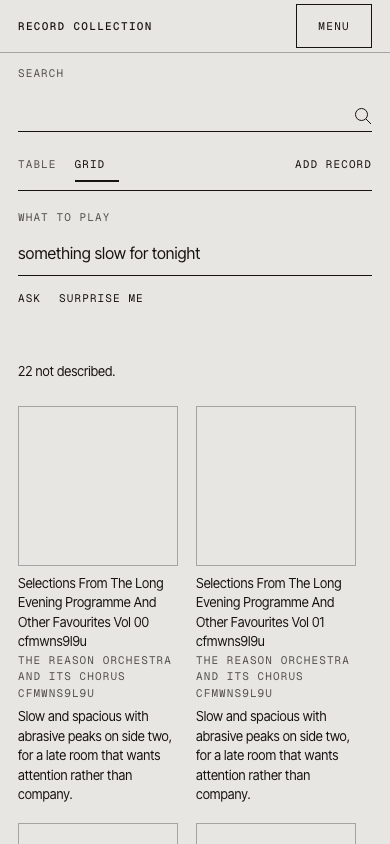 RECORD COLLECTION
MENU
SEARCH
TABLE GRID ADD RECORD
WHAT TO PLAY
something slow for tonight
ASK SURPRISE ME
22 not described.
Selections From The Long
Evening Programme And
Other Favourites Vol 00
cfmwns9l9u
THE REASON ORCHESTRA
AND ITS CHORUS
CFMWNS9L9U
Slow and spacious with
abrasive peaks on side two,
for a late room that wants
attention rather than
company.
Selections From The Long
Evening Programme And
Other Favourites Vol 01
cfmwns9l9u
THE REASON ORCHESTRA
AND ITS CHORUS
CFMWNS9L9U
Slow and spacious with
abrasive peaks on side two,
for a late room that wants
attention rather than
company.